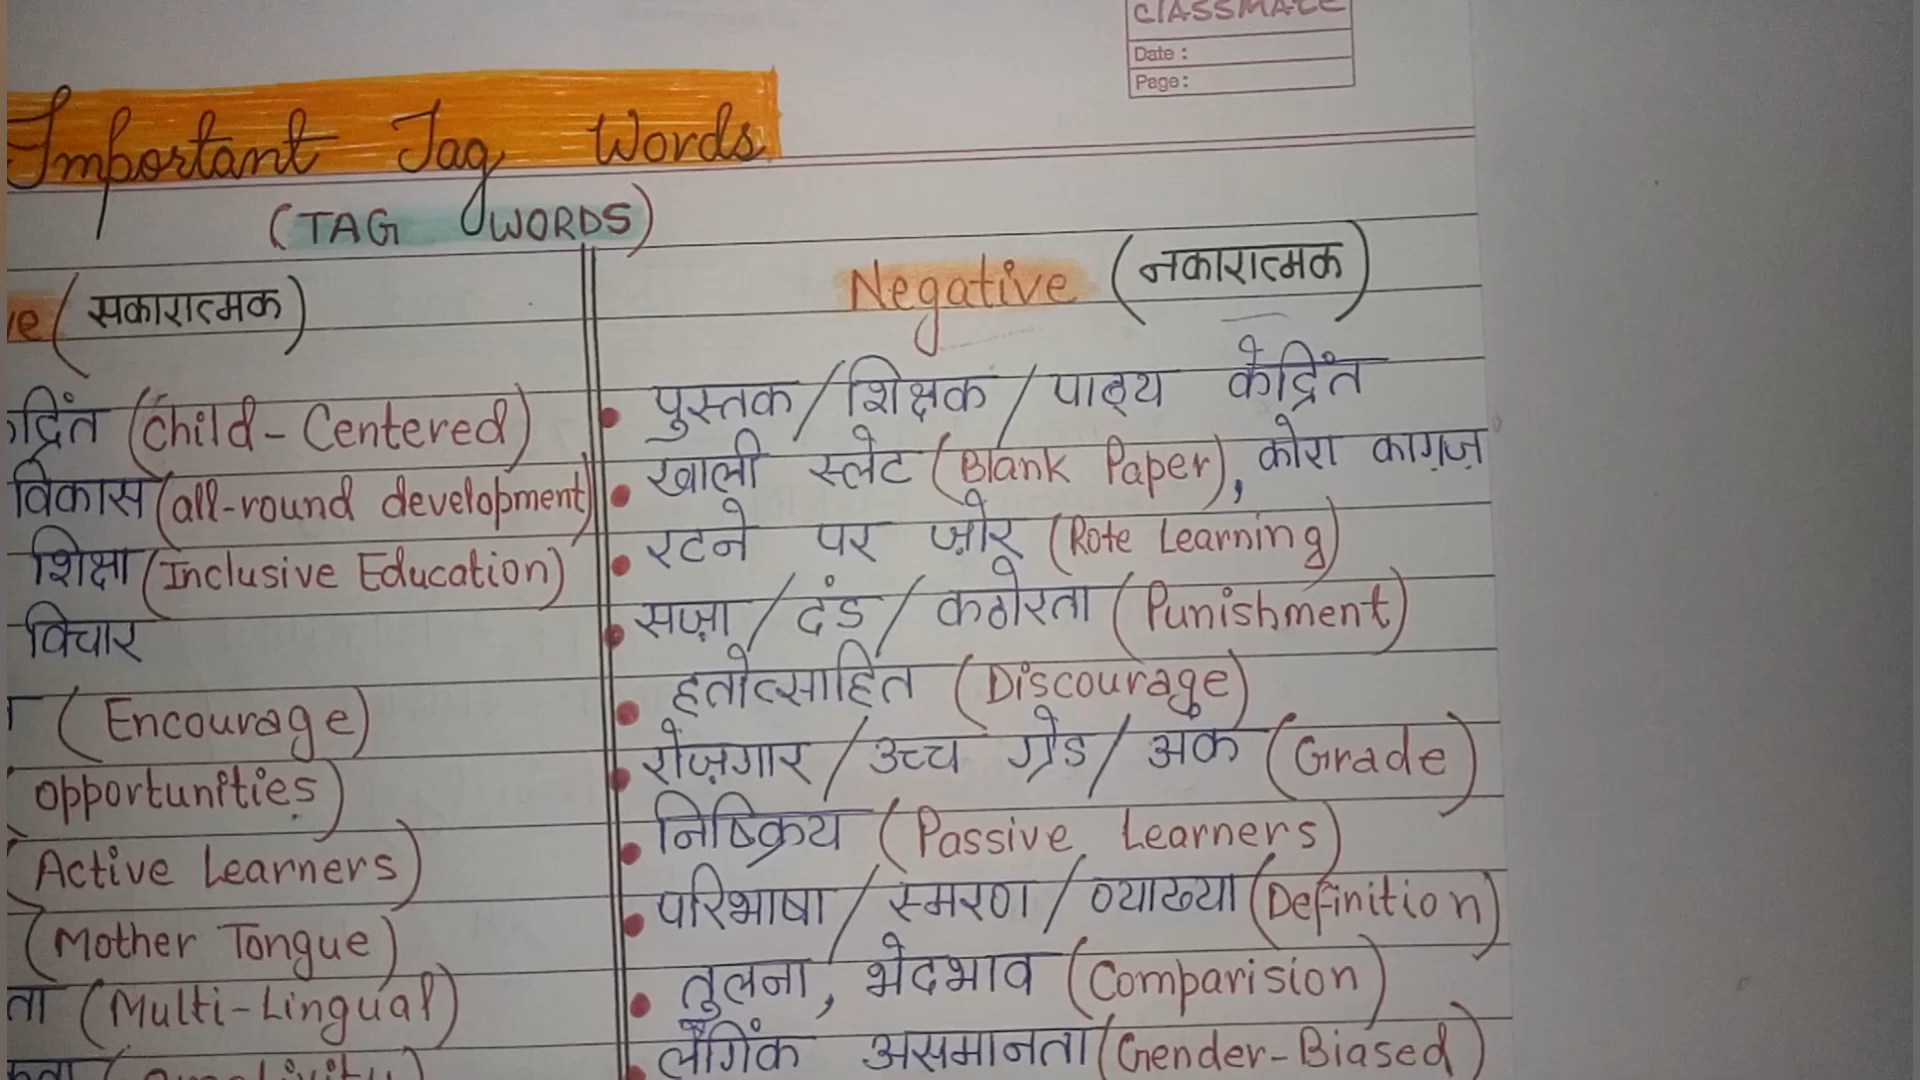 CLASSMATE
Date :
Page :
Important Tag Words
(TAG WORDS)
(सकारात्मक)
(Child-Centered)
विकास (all-round development)
शिक्षा (Inclusive Education)
विचार
(Encourage)
(opportunities)
(Active Learners)
(Mother Tongue)
(Multi-Lingual)
Negative (नकारात्मक)
• पुस्तक / शिक्षक / पाठ्य केंद्रित
• खाली स्लेट (Blank Paper), कोरा काग़ज़
• रटने पर ज़ोर (Rote Learning)
• सज़ा / दंड / कठोरता (Punishment)
• हतोत्साहित (Discourage)
• रोज़गार / उच्च ग्रेड / अंक (Grade)
• निष्क्रिय (Passive Learners)
• परिभाषा / स्मरण / व्याख्या (Definition)
• तुलना, भेदभाव (Comparision)
• लैंगिक असमानता (Gender-Biased)